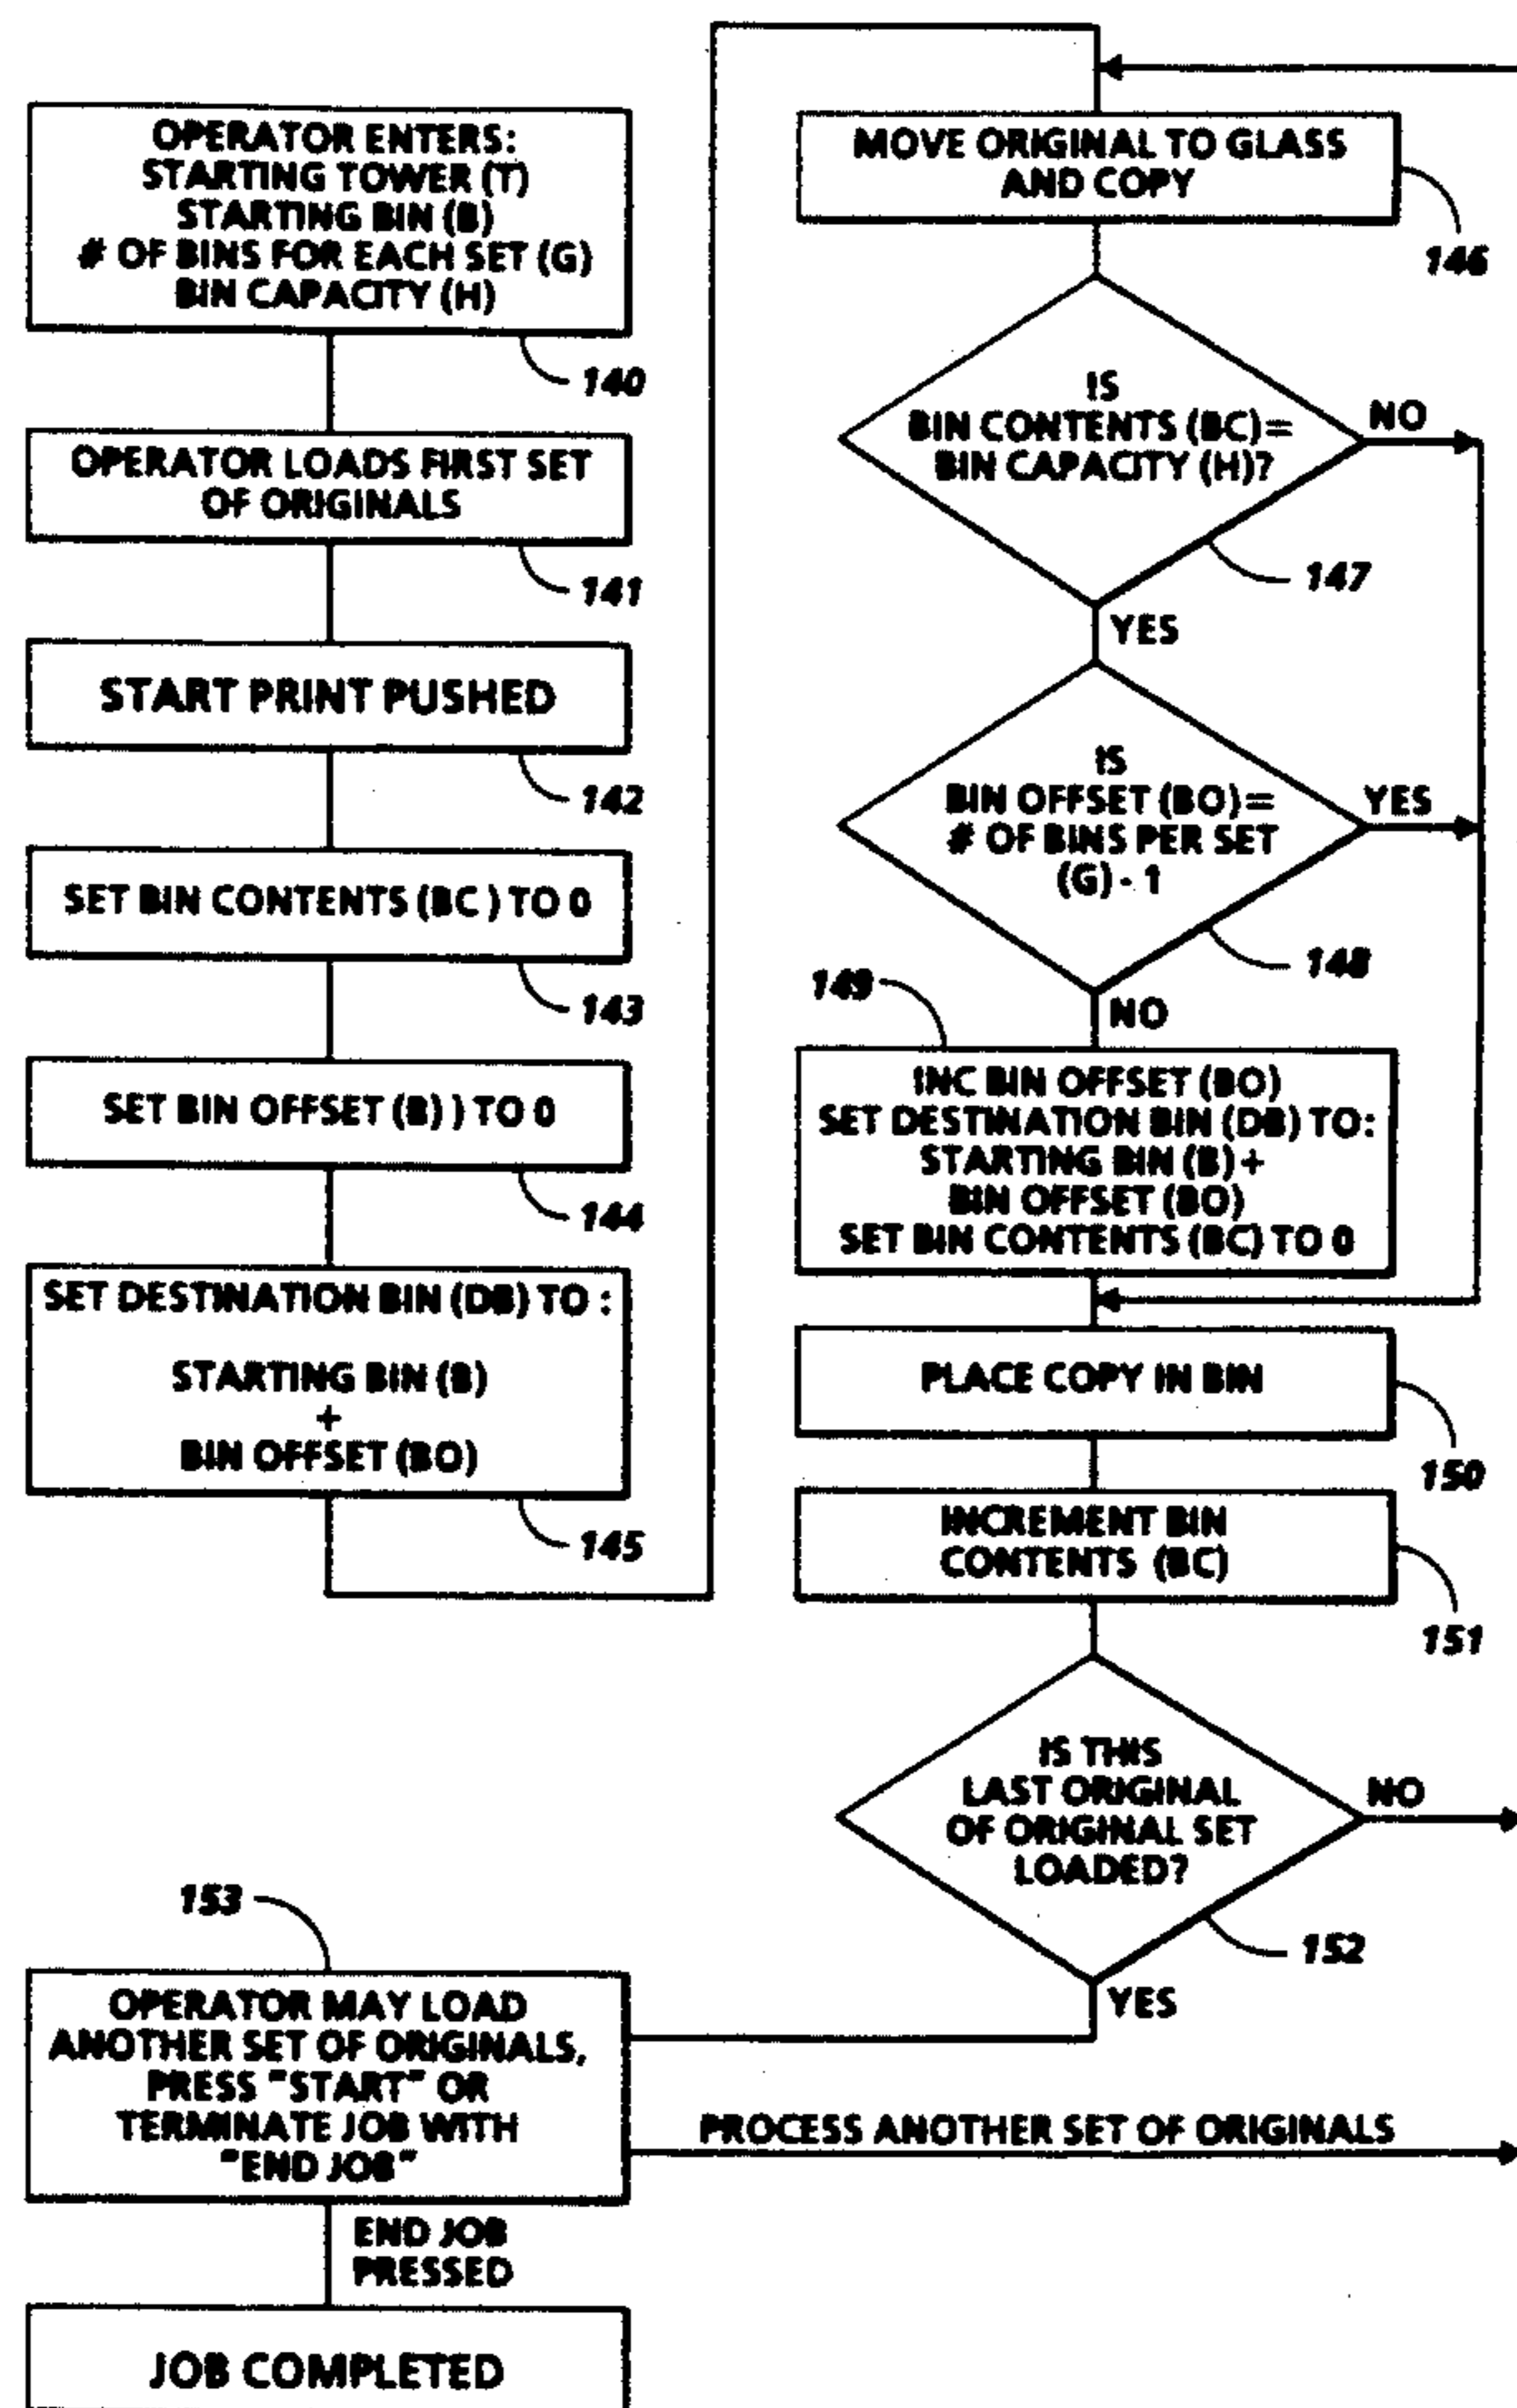 OPERATOR ENTERS:
STARTING TOWER (T)
STARTING BIN (B)
# OF BINS FOR EACH SET (G)
BIN CAPACITY (H)
140
OPERATOR LOADS FIRST SET
OF ORIGINALS
141
START PRINT PUSHED
142
SET BIN CONTENTS (BC ) TO 0
143
SET BIN OFFSET (B) ) TO 0
144
SET DESTINATION BIN (DB) TO :
STARTING BIN (B)
+
BIN OFFSET (BO)
145
MOVE ORIGINAL TO GLASS
AND COPY
146
IS
BIN CONTENTS (BC)=
BIN CAPACITY (H)?
NO
147
YES
IS
BIN OFFSET (BO)=
# OF BINS PER SET
(G) - 1
YES
148
NO
149
INC BIN OFFSET (BO)
SET DESTINATION BIN (DB) TO:
STARTING BIN (B)+
BIN OFFSET (BO)
SET BIN CONTENTS (BC) TO 0
PLACE COPY IN BIN
150
INCREMENT BIN
CONTENTS (BC)
151
IS THIS
LAST ORIGINAL
OF ORIGINAL SET
LOADED?
NO
152
YES
153
OPERATOR MAY LOAD
ANOTHER SET OF ORIGINALS,
PRESS "START" OR
TERMINATE JOB WITH
"END JOB"
PROCESS ANOTHER SET OF ORIGINALS
END JOB
PRESSED
JOB COMPLETED